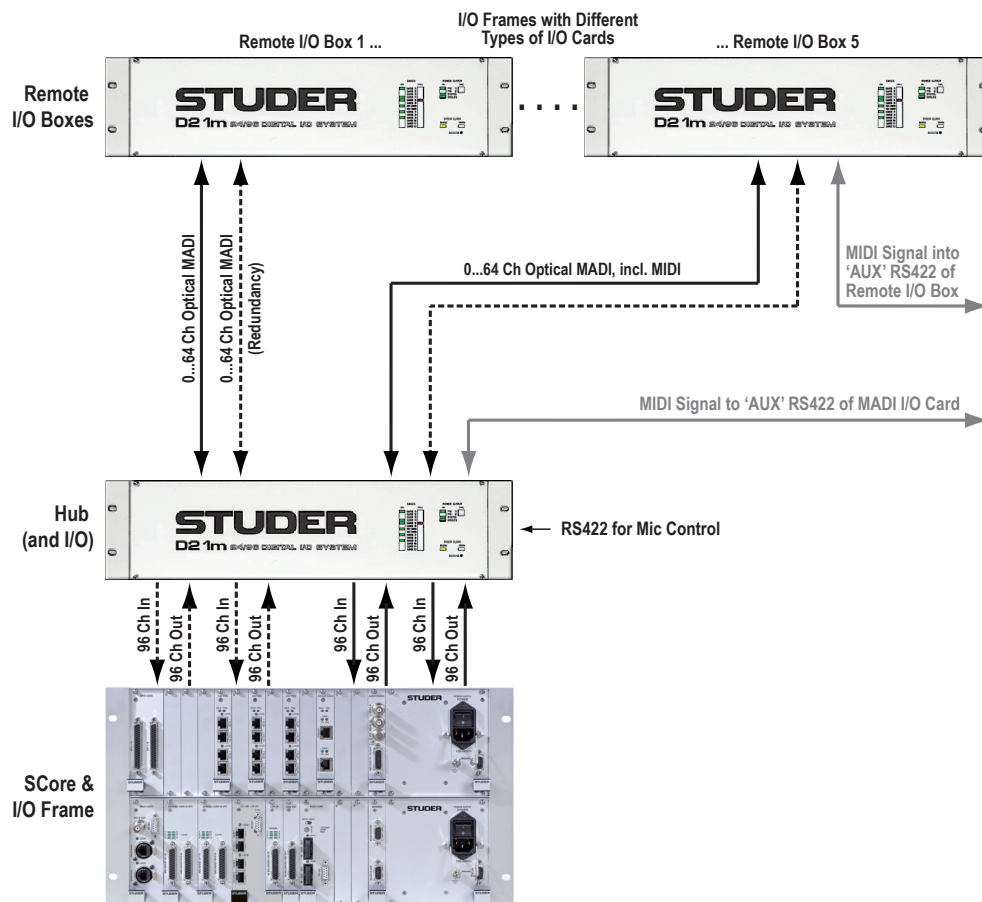 I/O Frames with Different
Types of I/O Cards
Remote I/O Box 1 ...
... Remote I/O Box 5
Remote
I/O Boxes
STUDER
D21m 94/96 DIGITAL I/O SYSTEM
STUDER
D21m 94/96 DIGITAL I/O SYSTEM
0...64 Ch Optical MADI
0...64 Ch Optical MADI
(Redundancy)
0...64 Ch Optical MADI, incl. MIDI
MIDI Signal into
‘AUX’ RS422 of
Remote I/O Box
MIDI Signal to ‘AUX’ RS422 of MADI I/O Card
Hub
(and I/O)
STUDER
D21m 94/96 DIGITAL I/O SYSTEM
RS422 for Mic Control
96 Ch In
96 Ch Out
96 Ch In
96 Ch Out
96 Ch In
96 Ch Out
96 Ch In
96 Ch Out
SCore &
I/O Frame
STUDER
STUDER